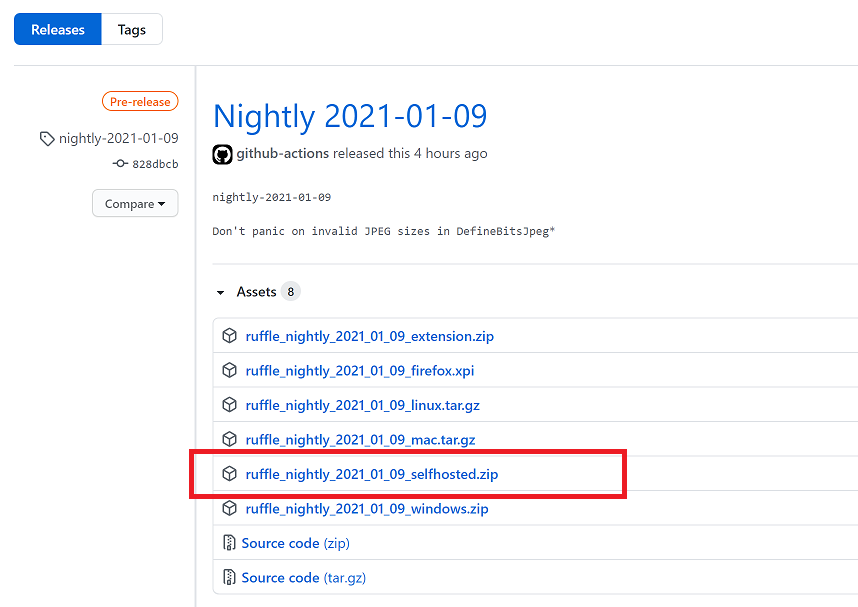 Releases Tags
Pre-release
nightly-2021-01-09
828dbcb
Compare
Nightly 2021-01-09
github-actions released this 4 hours ago
nightly-2021-01-09
Don't panic on invalid JPEG sizes in DefineBitsJpeg*
Assets 8
ruffle_nightly_2021_01_09_extension.zip
ruffle_nightly_2021_01_09_firefox.xpi
ruffle_nightly_2021_01_09_linux.tar.gz
ruffle_nightly_2021_01_09_mac.tar.gz
ruffle_nightly_2021_01_09_selfhosted.zip
ruffle_nightly_2021_01_09_windows.zip
Source code (zip)
Source code (tar.gz)